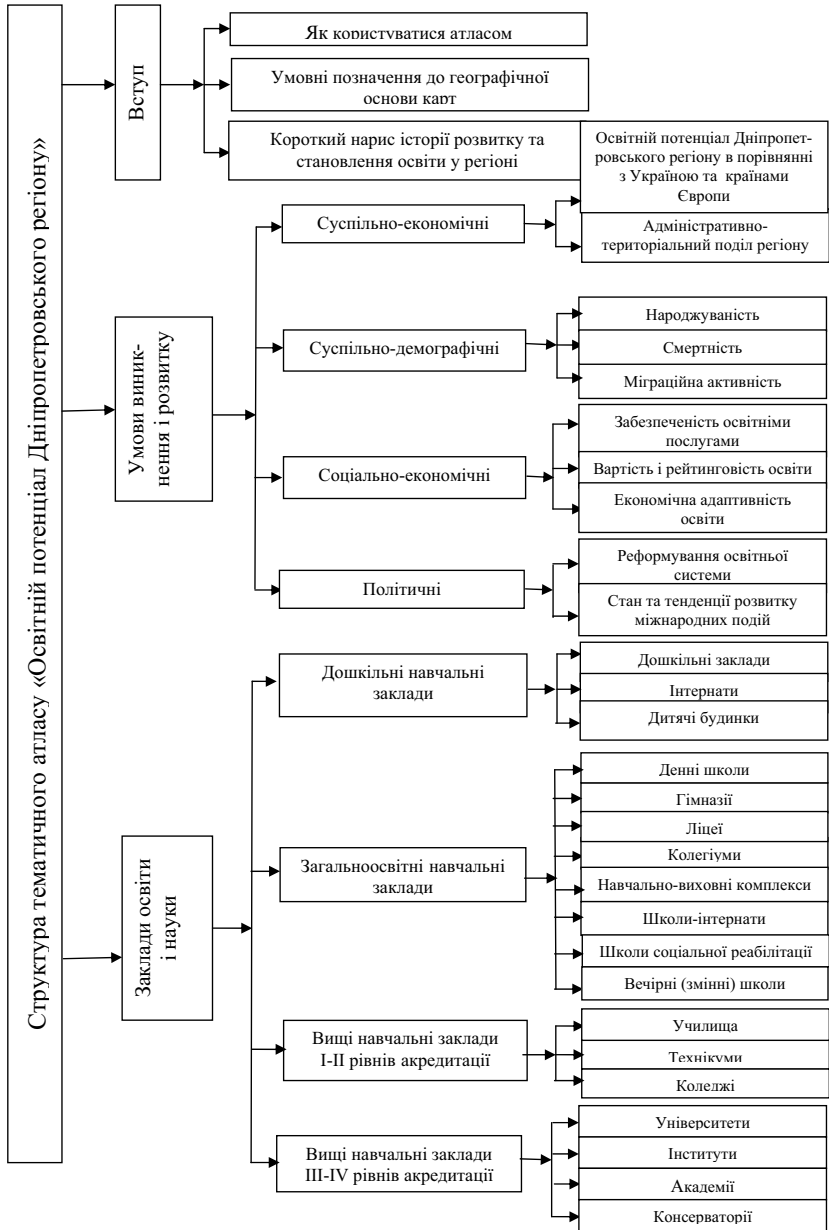 Структура тематичного атласу «Освітній потенціал Дніпропетровського регіону»
Вступ
Як користуватися атласом
Умовні позначення до географічної
основи карт
Короткий нарис історії розвитку та
становлення освіти у регіоні
Умови виник-
нення і розвитку
Суспільно-економічні
Освітній потенціал Дніпропет-
ровського регіону в порівнянні
з Україною та країнами
Європи
Адміністративно-
територіальний поділ регіону
Суспільно-демографічні
Народжуваність
Смертність
Міграційна активність
Соціально-економічні
Забезпеченість освітніми
послугами
Вартість і рейтинговість освіти
Економічна адаптивність
освіти
Політичні
Реформування освітньої
системи
Стан та тенденції розвитку
міжнародних подій
Заклади освіти
і науки
Дошкільні навчальні
заклади
Дошкільні заклади
Інтернати
Дитячі будинки
Загальноосвітні навчальні
заклади
Денні школи
Гімназії
Ліцеї
Колегіуми
Навчально-виховні комплекси
Школи-інтернати
Школи соціальної реабілітації
Вечірні (змінні) школи
Вищі навчальні заклади
І-ІІ рівнів акредитації
Училища
Технікуми
Коледжі
Вищі навчальні заклади
ІІІ-IV рівнів акредитації
Університети
Інститути
Академії
Консерваторії